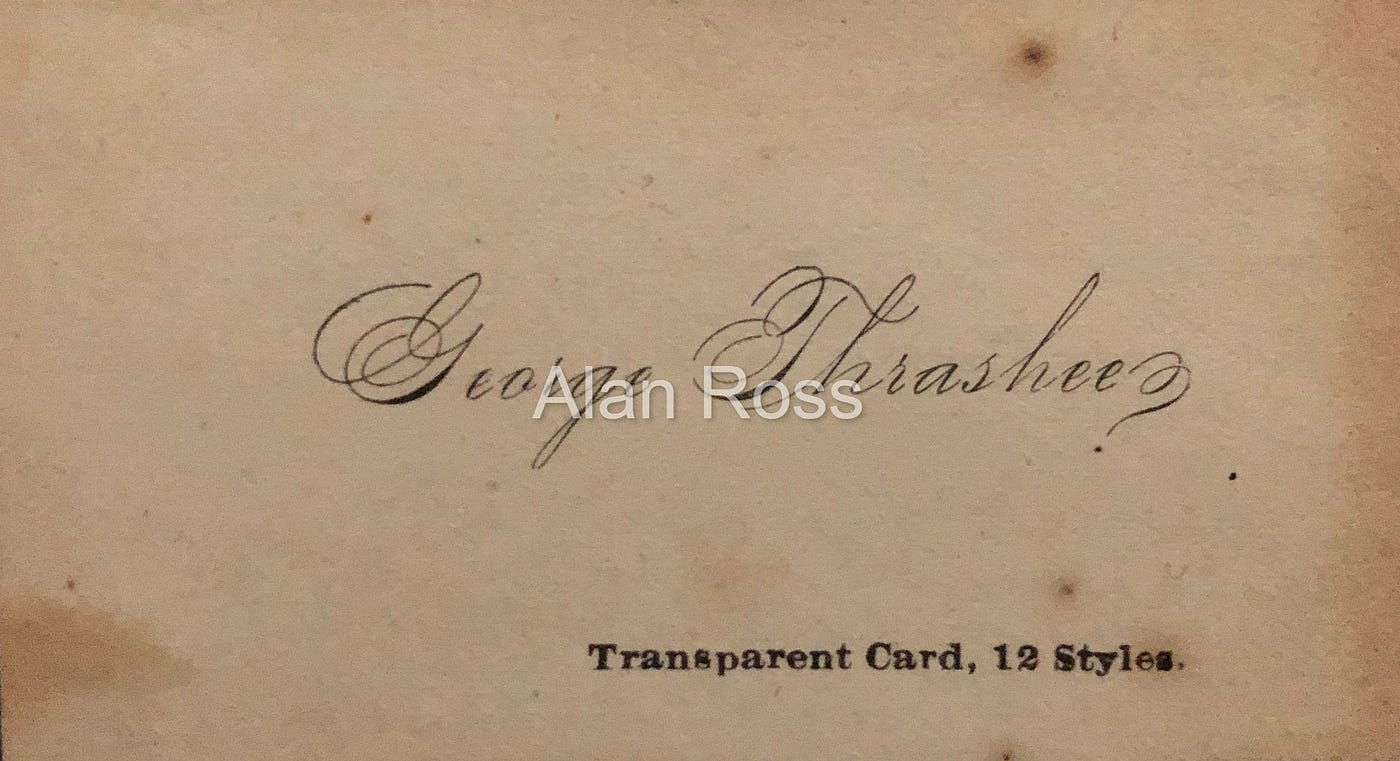 George Thrashee
Alan Ross
Transparent Card, 12 Styles.